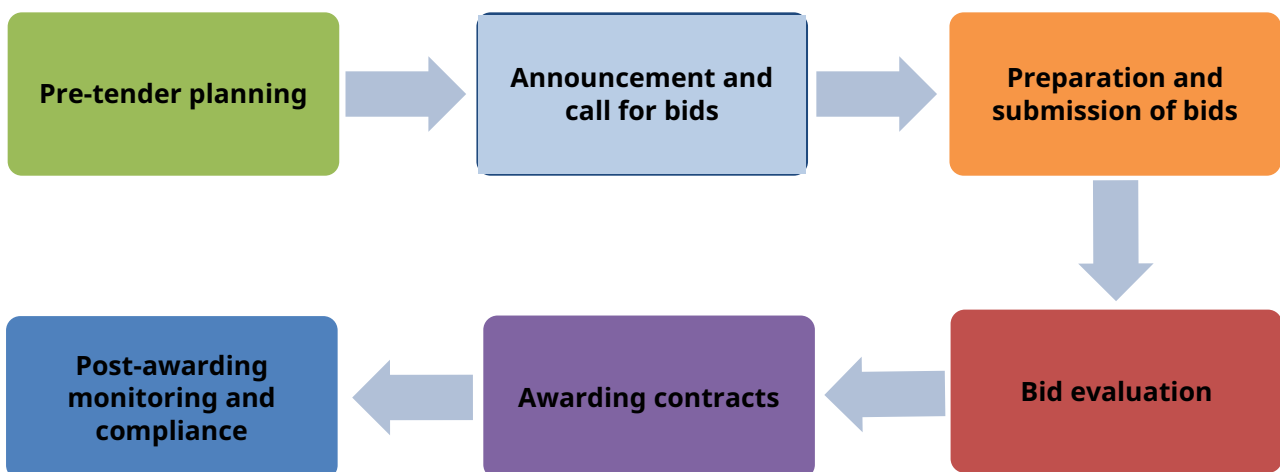 Pre-tender planning
Announcement and
call for bids
Preparation and
submission of bids
Bid evaluation
Awarding contracts
Post-awarding
monitoring and
compliance